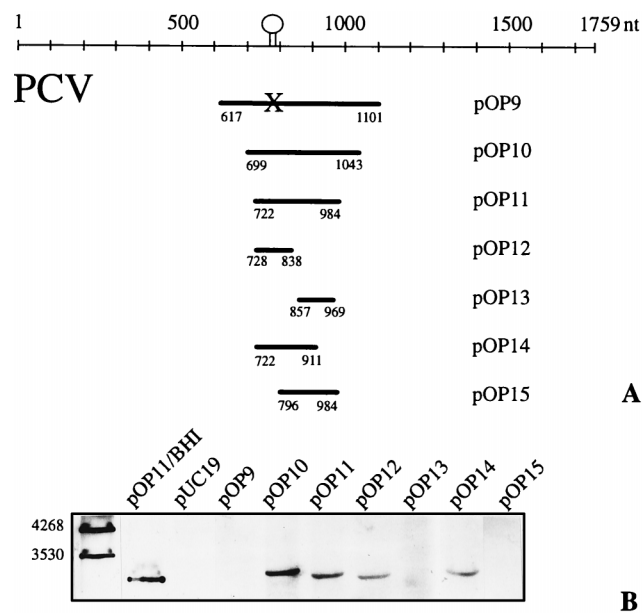 1 500 1000 1500 1759 nt
PCV
X pOP9
617 1101
pOP10
699 1043
pOP11
722 984
pOP12
728 838
pOP13
857 969
pOP14
722 911
pOP15
796 984
A
pOP11/BHI pUC19 pOP9 pOP10 pOP11 pOP12 pOP13 pOP14 pOP15
4268
3530
B